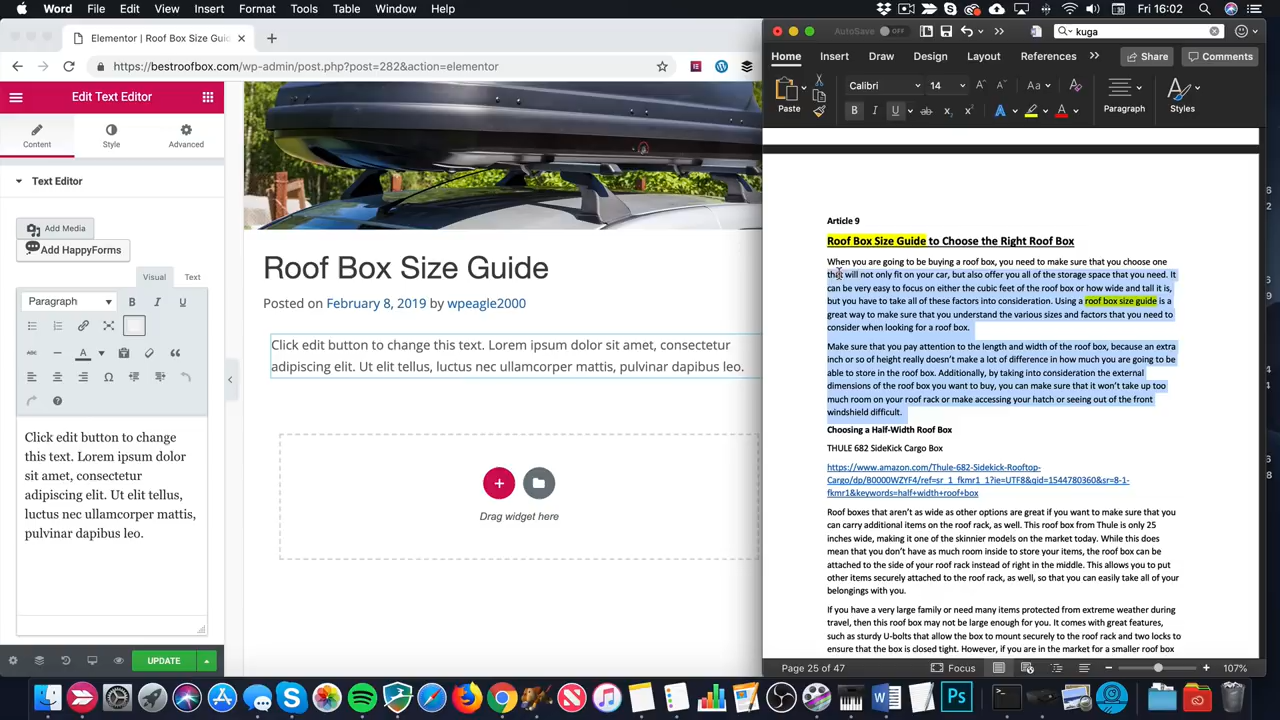 Word File Edit View Insert Format Tools Table Window Help
Fri 16:02
Elementor | Roof Box Size Guid
https://bestroofbox.com/wp-admin/post.php?post=282&action=elementor
Edit Text Editor
Content Style Advanced
Text Editor
Add Media
Add HappyForms
Visual Text
Paragraph B I U
ABC A
Click edit button to change
this text. Lorem ipsum dolor
sit amet, consectetur
adipiscing elit. Ut elit tellus,
luctus nec ullamcorper mattis,
pulvinar dapibus leo.
UPDATE
Roof Box Size Guide
Posted on February 8, 2019 by wpeagle2000
Click edit button to change this text. Lorem ipsum dolor sit amet, consectetur
adipiscing elit. Ut elit tellus, luctus nec ullamcorper mattis, pulvinar dapibus leo.
Drag widget here
AutoSave OFF
kuga
Home Insert Draw Design Layout References Share Comments
Paste Calibri 14 Paragraph Styles
Article 9
Roof Box Size Guide to Choose the Right Roof Box
When you are going to be buying a roof box, you need to make sure that you choose one
that will not only fit on your car, but also offer you all of the storage space that you need. It
can be very easy to focus on either the cubic feet of the roof box or how wide and tall it is,
but you have to take all of these factors into consideration. Using a roof box size guide is a
great way to make sure that you understand the various sizes and factors that you need to
consider when looking for a roof box.
Make sure that you pay attention to the length and width of the roof box, because an extra
inch or so of height really doesn't make a lot of difference in how much you are going to be
able to store in the roof box. Additionally, by taking into consideration the external
dimensions of the roof box you want to buy, you can make sure that it won't take up too
much room on your roof rack or make accessing your hatch or seeing out of the front
windshield difficult.
Choosing a Half-Width Roof Box
THULE 682 SideKick Cargo Box
https://www.amazon.com/Thule-682-Sidekick-Rooftop-
Cargo/dp/B0000WZYF4/ref=sr_1_fkmr1_1?ie=UTF8&qid=1544780360&sr=8-1-
fkmr1&keywords=half+width+roof+box
Roof boxes that aren't as wide as other options are great if you want to make sure that you
can carry additional items on the roof rack, as well. This roof box from Thule is only 25
inches wide, making it one of the skinnier models on the market today. While this does
mean that you don't have as much room inside to store your items, the roof box can be
attached to the side of your roof rack instead of right in the middle. This allows you to put
other items securely attached to the roof rack, as well, so that you can easily take all of your
belongings with you.
If you have a very large family or need many items protected from extreme weather during
travel, then this roof box may not be large enough for you. It comes with great features,
such as sturdy U-bolts that allow the box to mount securely to the roof rack and two locks to
ensure that the box is closed tight. However, if you are in the market for a smaller roof box
Page 25 of 47 Focus 107%